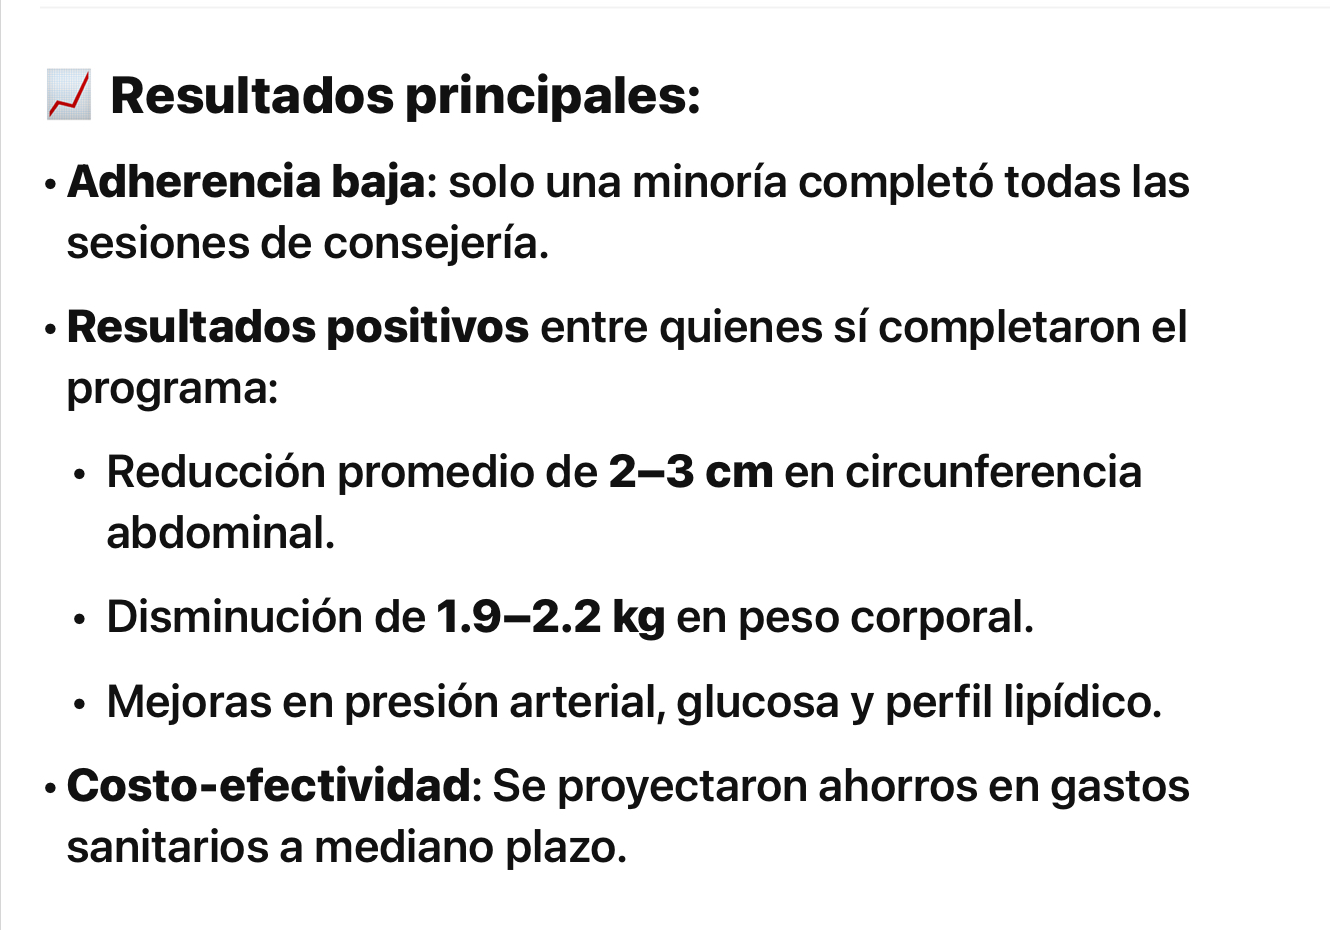 📈 Resultados principales:
• Adherencia baja: solo una minoría completó todas las
sesiones de consejería.
• Resultados positivos entre quienes sí completaron el
programa:
• Reducción promedio de 2–3 cm en circunferencia
abdominal.
• Disminución de 1.9–2.2 kg en peso corporal.
• Mejoras en presión arterial, glucosa y perfil lipídico.
• Costo-efectividad: Se proyectaron ahorros en gastos
sanitarios a mediano plazo.